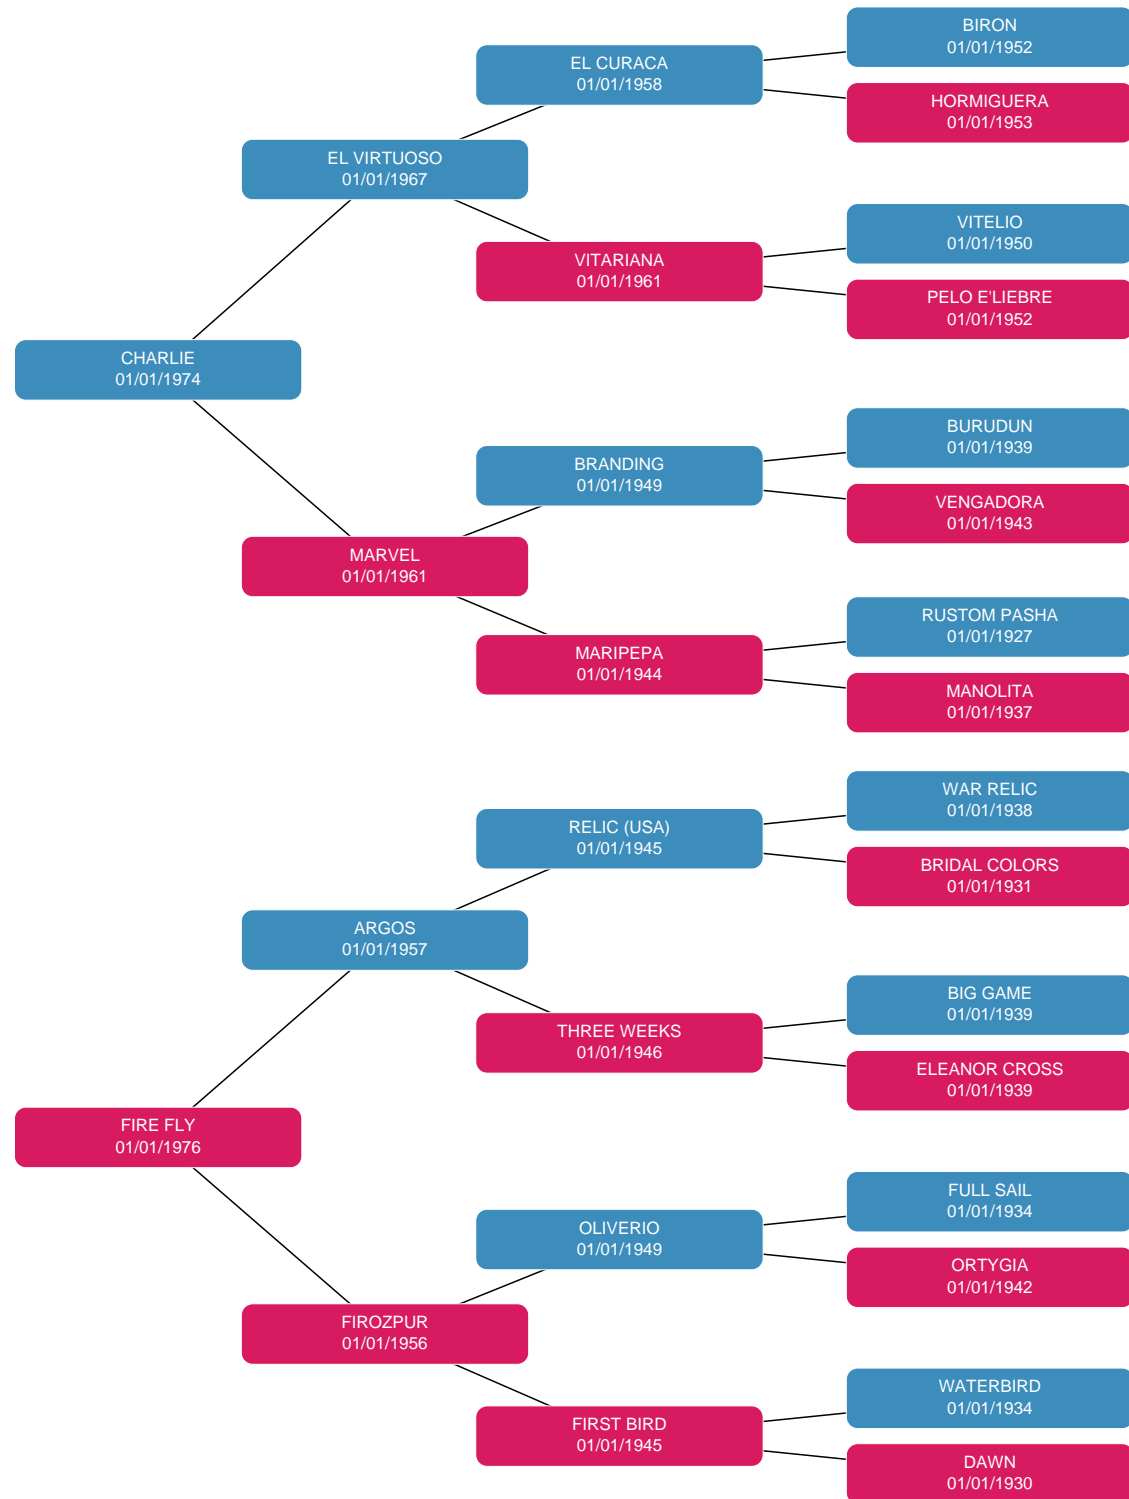 BIRON
01/01/1952
EL CURACA
01/01/1958
HORMIGUERA
01/01/1953
EL VIRTUOSO
01/01/1967
VITELIO
01/01/1950
VITARIANA
01/01/1961
PELO E'LIEBRE
01/01/1952
CHARLIE
01/01/1974
BURUDUN
01/01/1939
BRANDING
01/01/1949
VENGADORA
01/01/1943
MARVEL
01/01/1961
RUSTOM PASHA
01/01/1927
MARIPEPA
01/01/1944
MANOLITA
01/01/1937
WAR RELIC
01/01/1938
RELIC (USA)
01/01/1945
BRIDAL COLORS
01/01/1931
ARGOS
01/01/1957
BIG GAME
01/01/1939
THREE WEEKS
01/01/1946
ELEANOR CROSS
01/01/1939
FIRE FLY
01/01/1976
FULL SAIL
01/01/1934
OLIVERIO
01/01/1949
ORTYGIA
01/01/1942
FIROZPUR
01/01/1956
WATERBIRD
01/01/1934
FIRST BIRD
01/01/1945
DAWN
01/01/1930